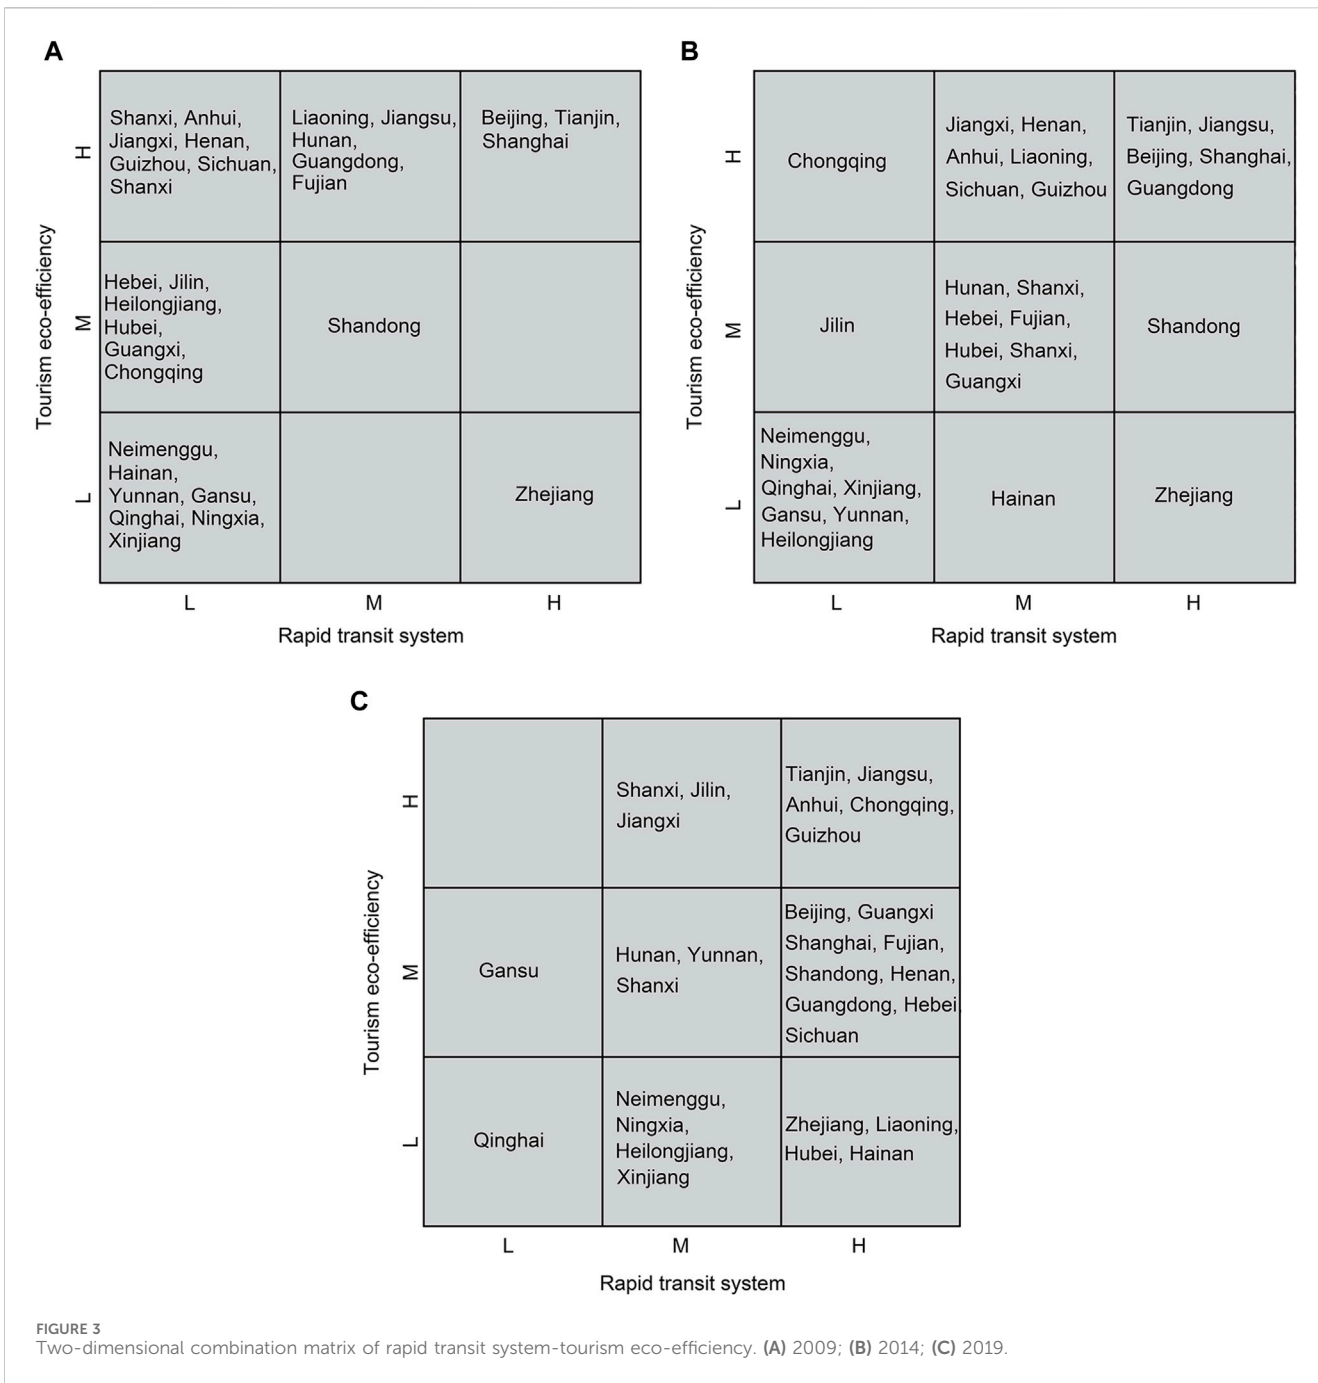 A
Tourism eco-efficiency
H
Shanxi, Anhui,
Jiangxi, Henan,
Guizhou, Sichuan,
Shanxi
Liaoning, Jiangsu,
Hunan,
Guangdong,
Fujian
Beijing, Tianjin,
Shanghai
M
Hebei, Jilin,
Heilongjiang,
Hubei,
Guangxi,
Chongqing
Shandong
L
Neimenggu,
Hainan,
Yunnan, Gansu,
Qinghai, Ningxia,
Xinjiang
Zhejiang
L M H
Rapid transit system
B
Tourism eco-efficiency
H
Chongqing
Jiangxi, Henan,
Anhui, Liaoning,
Sichuan, Guizhou
Tianjin, Jiangsu,
Beijing, Shanghai,
Guangdong
M
Jilin
Hunan, Shanxi,
Hebei, Fujian,
Hubei, Shanxi,
Guangxi
Shandong
L
Neimenggu,
Ningxia,
Qinghai, Xinjiang,
Gansu, Yunnan,
Heilongjiang
Hainan
Zhejiang
L M H
Rapid transit system
C
Tourism eco-efficiency
H
Shanxi, Jilin,
Jiangxi
Tianjin, Jiangsu,
Anhui, Chongqing,
Guizhou
M
Gansu
Hunan, Yunnan,
Shanxi
Beijing, Guangxi
Shanghai, Fujian,
Shandong, Henan,
Guangdong, Hebei
Sichuan
L
Qinghai
Neimenggu,
Ningxia,
Heilongjiang,
Xinjiang
Zhejiang, Liaoning,
Hubei, Hainan
L M H
Rapid transit system
FIGURE 3
Two-dimensional combination matrix of rapid transit system-tourism eco-efficiency. (A) 2009; (B) 2014; (C) 2019.